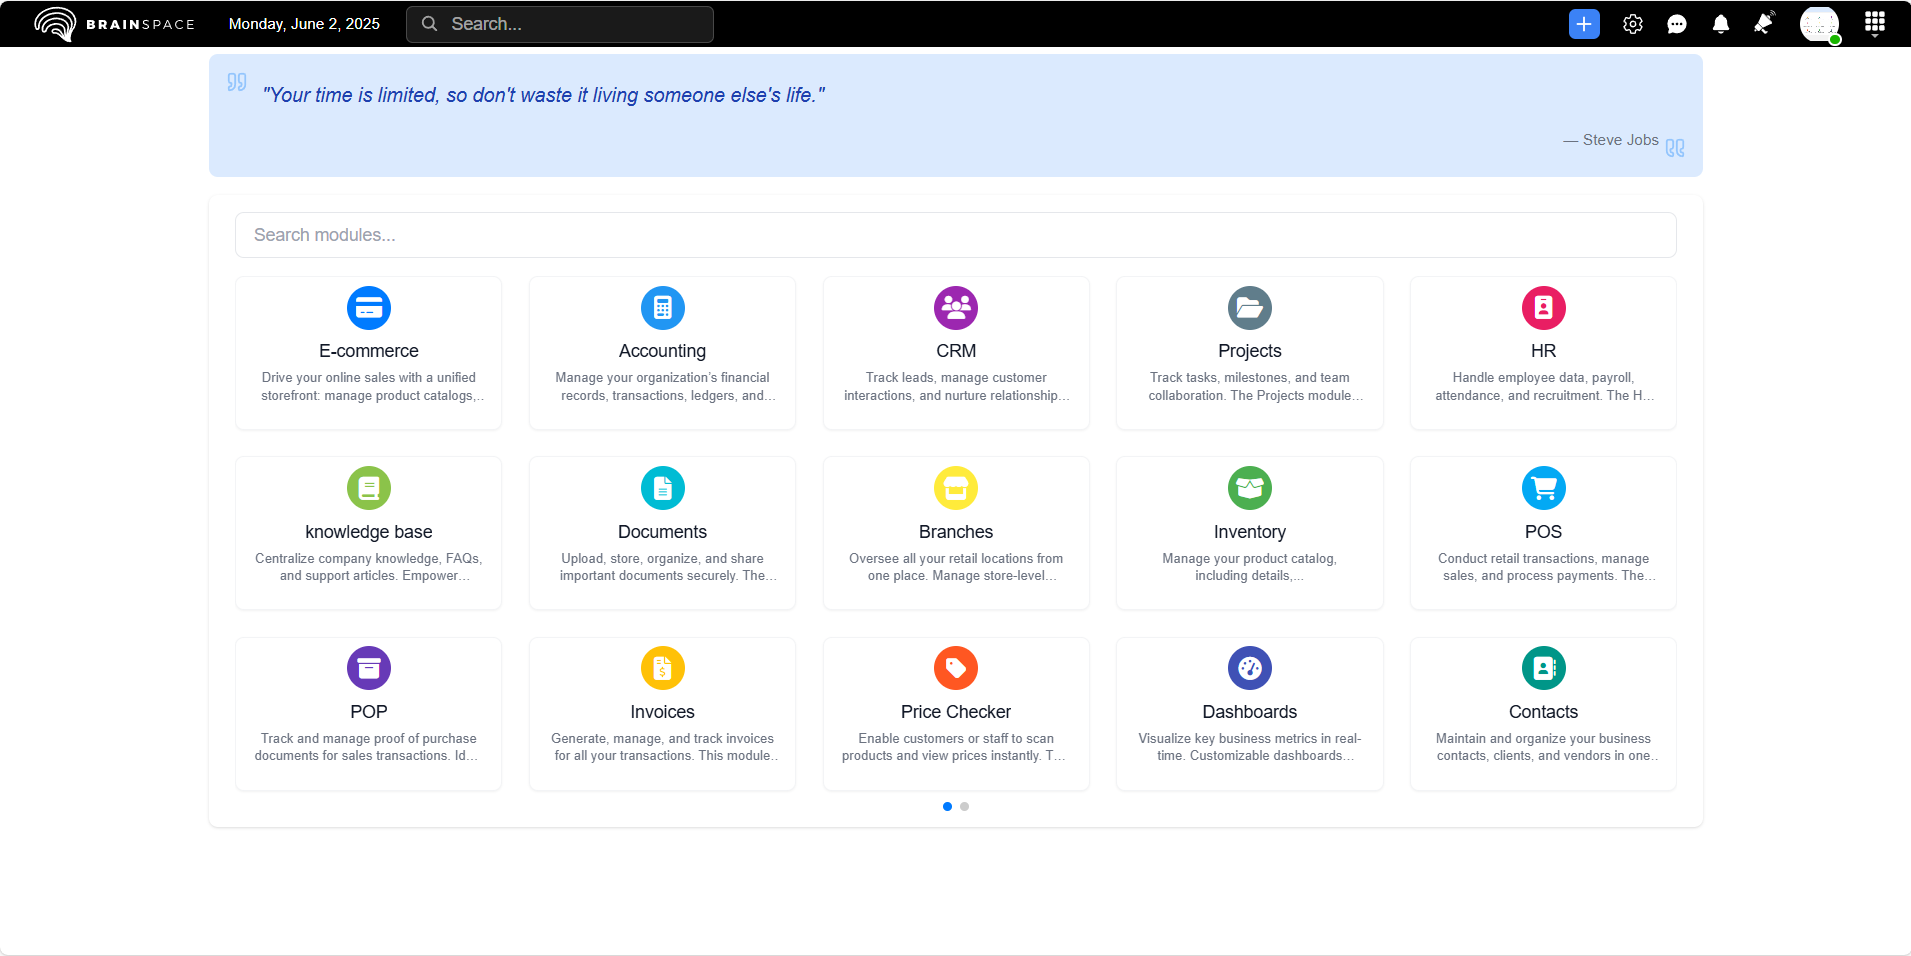 BRAINSPACE Monday, June 2, 2025 Search...
"Your time is limited, so don't waste it living someone else's life."
— Steve Jobs
Search modules...
E-commerce
Drive your online sales with a unified
storefront: manage product catalogs,..
Accounting
Manage your organization’s financial
records, transactions, ledgers, and...
CRM
Track leads, manage customer
interactions, and nurture relationship...
Projects
Track tasks, milestones, and team
collaboration. The Projects module...
HR
Handle employee data, payroll,
attendance, and recruitment. The H...
knowledge base
Centralize company knowledge, FAQs,
and support articles. Empower...
Documents
Upload, store, organize, and share
important documents securely. The...
Branches
Oversee all your retail locations from
one place. Manage store-level...
Inventory
Manage your product catalog,
including details,...
POS
Conduct retail transactions, manage
sales, and process payments. The...
POP
Track and manage proof of purchase
documents for sales transactions. Id...
Invoices
Generate, manage, and track invoices
for all your transactions. This module..
Price Checker
Enable customers or staff to scan
products and view prices instantly. T...
Dashboards
Visualize key business metrics in real-
time. Customizable dashboards...
Contacts
Maintain and organize your business
contacts, clients, and vendors in one..